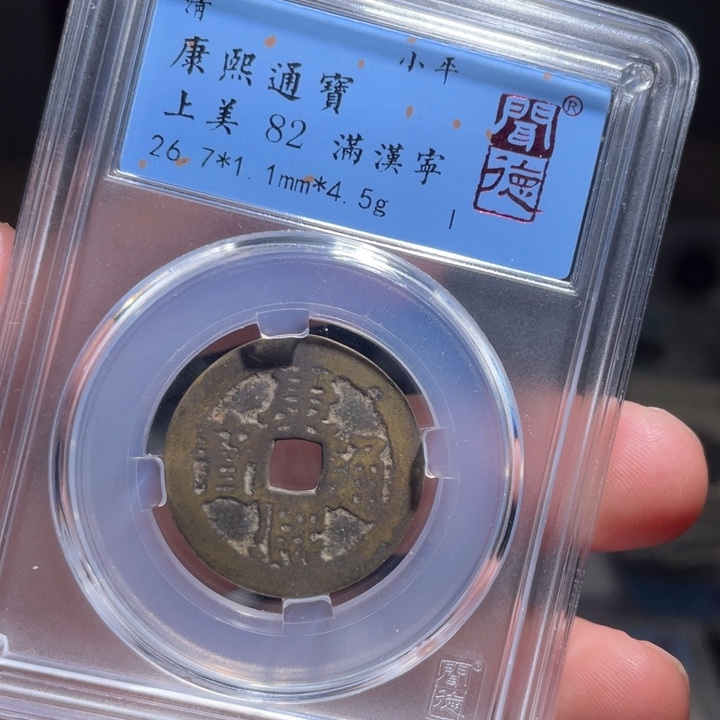 清
小平
康熙通寶
上美 82 滿漢寧
26.7*1.1mm*4.5g
聞德
®
康熙通寶
聞德